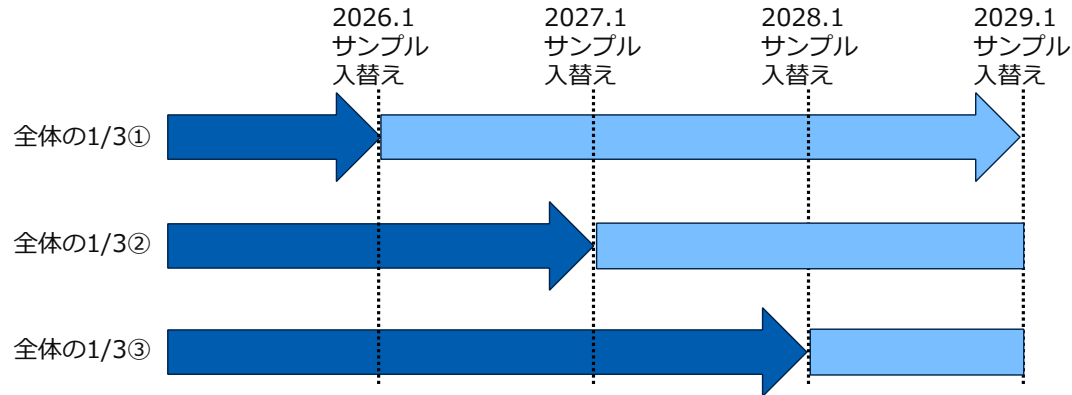 2026.1
サンプル
入替え
2027.1
サンプル
入替え
2028.1
サンプル
入替え
2029.1
サンプル
入替え
全体の1/3①
全体の1/3②
全体の1/3③